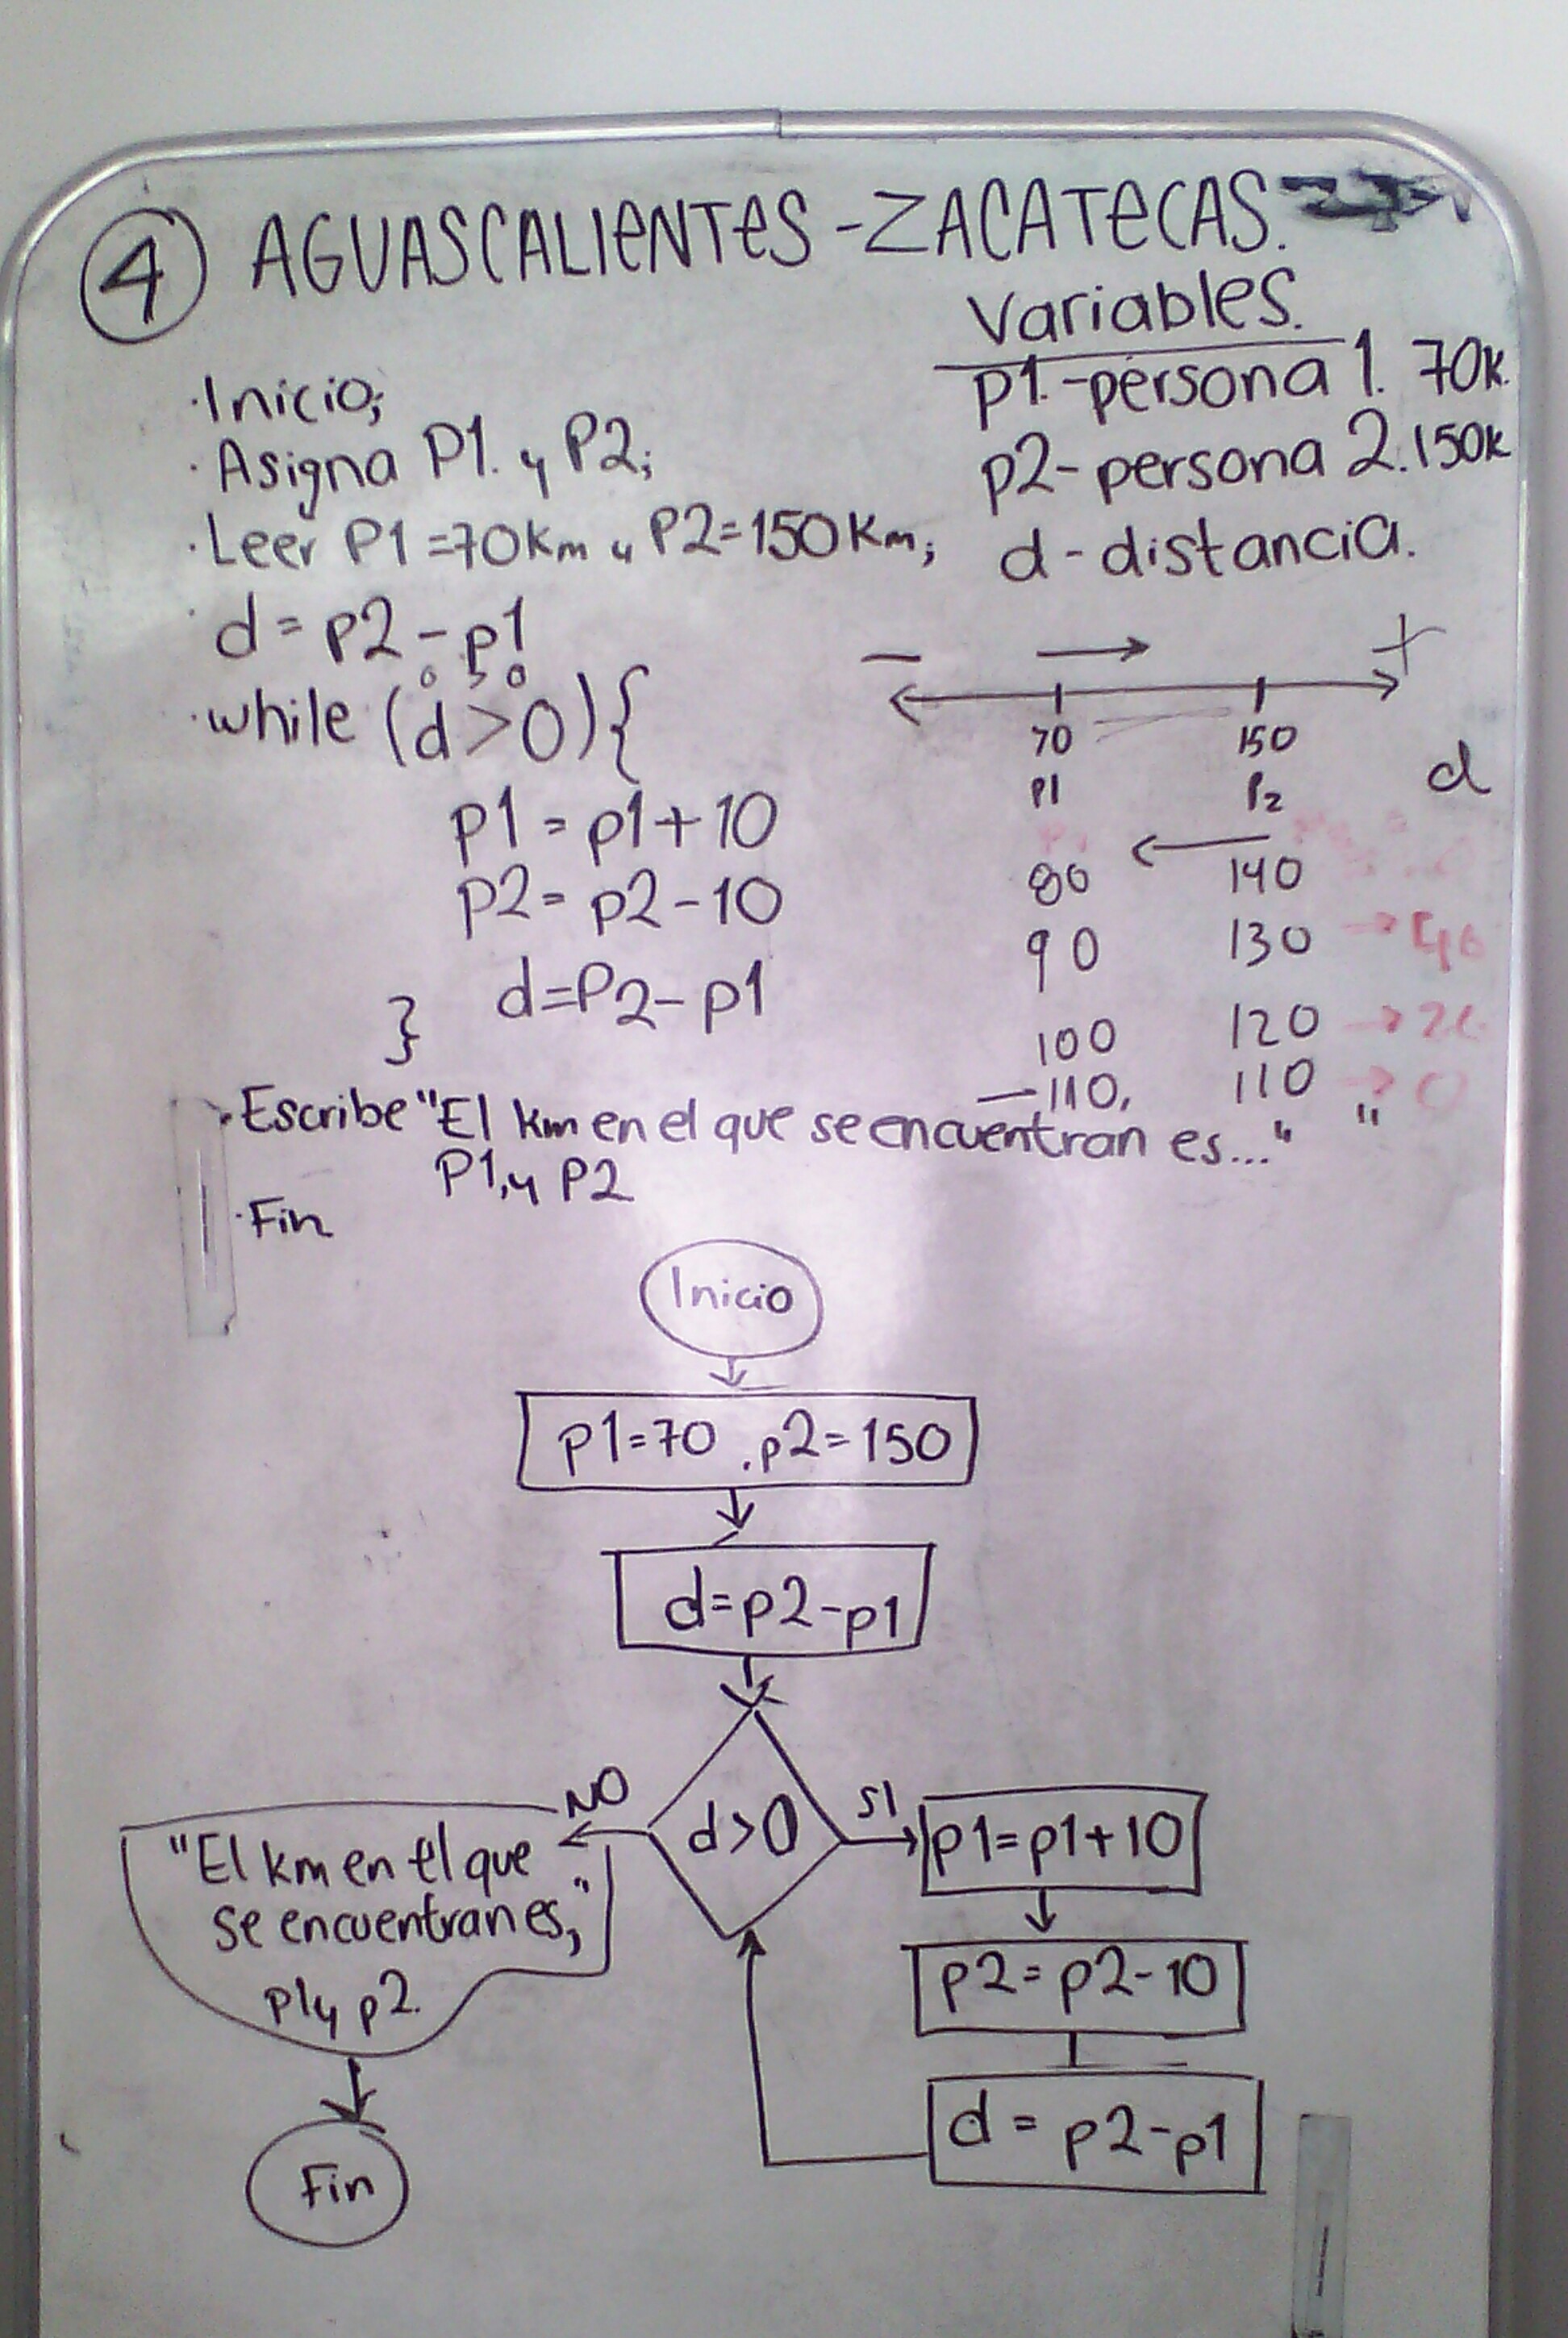 4 AGUASCALIENTES - ZACATECAS.
Variables.
p1.-persona 1. 70k.
p2- persona 2. 150k
d - distancia.
· Inicio;
· Asigna P1. y P2;
· Leer P1 = 70 Km y P2 = 150 Km;
· d = p2 - p1
0 > 0
· while (d > 0) {
p1 = p1 + 10
p2 = p2 - 10
d = P2 - p1
}
- +
70 150
P1 P2 d
80 140
90 130 → 40
100 120 → 20
110, 110 → 0
· Escribe "El km en el que se encuentran es..." "
P1, y P2
· Fin
Inicio
p1=70 . p2=150
d=p2-p1
d>0
NO
SI
p1=p1+10
p2=p2-10
d = p2-p1
"El km en el que
se encuentran es,"
p1 y p2.
Fin